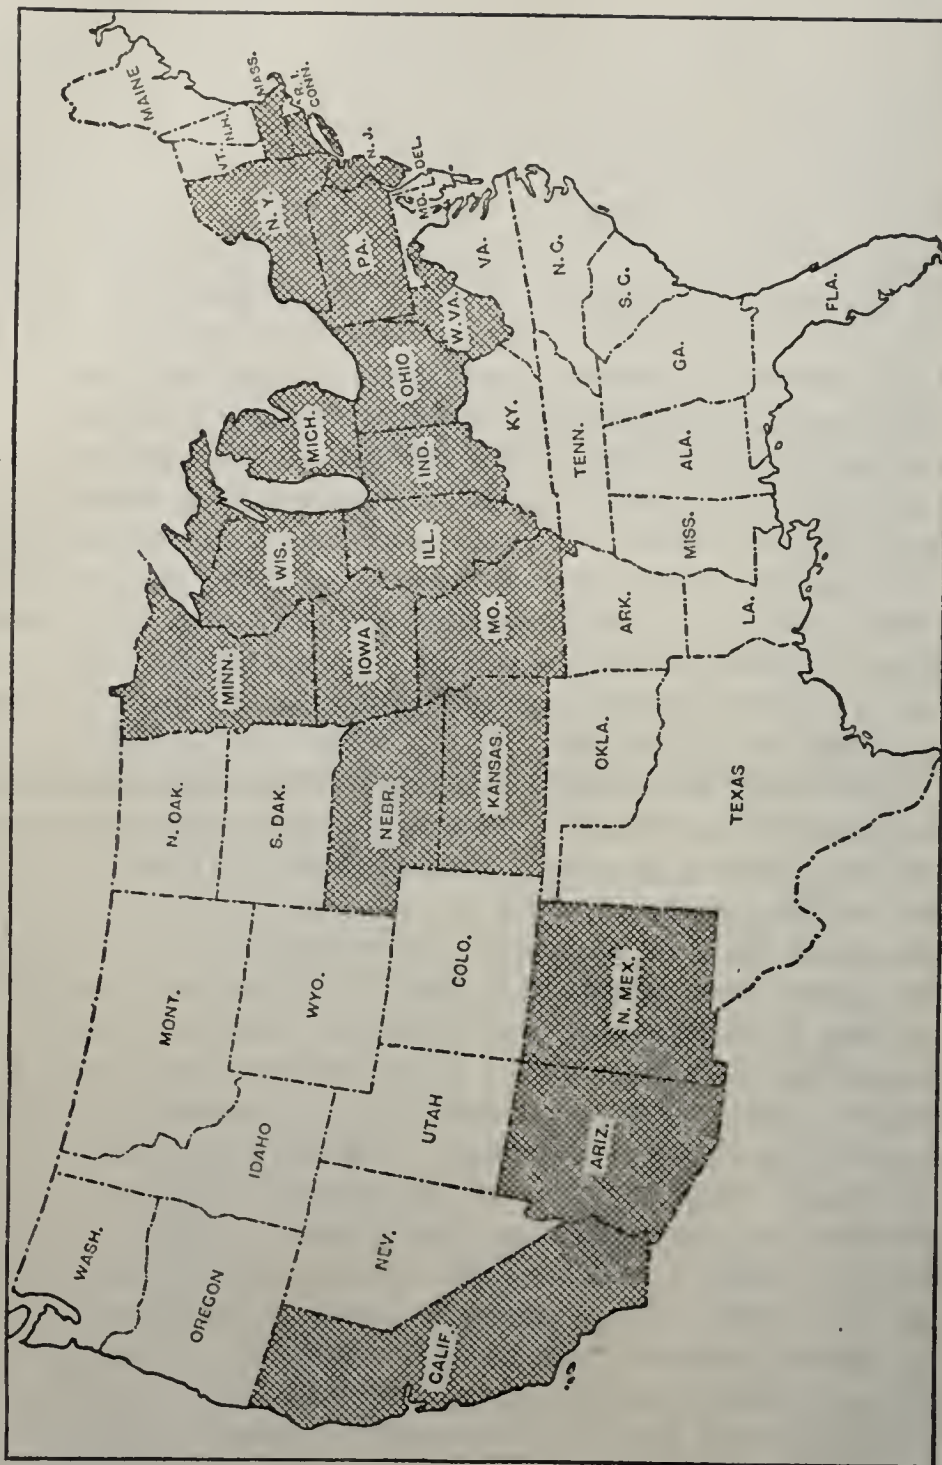 WASH.
OREGON
CALIF.
NEV.
IDAHO
MONT.
WYO.
UTAH
ARIZ.
COLO.
N. MEX.
N. DAK.
S. DAK.
NEBR.
KANSAS.
OKLA.
TEXAS
MINN.
IOWA
MO.
ARK.
LA.
WIS.
ILL.
MICH.
IND.
OHIO
KY.
TENN.
MISS.
ALA.
GA.
FLA.
S. C.
N. C.
VA.
W. VA.
PA.
N. Y.
MD.
DEL.
N. J.
VT.
N.H.
MAINE
MASS.
R. I.
CONN.